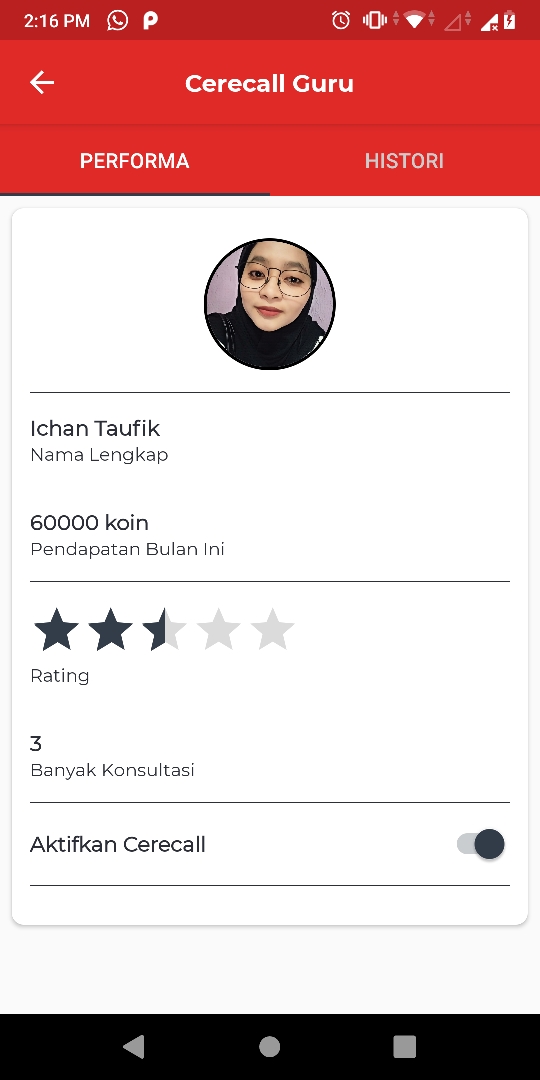 2:16 PM
Cerecall Guru
PERFORMA
HISTORI
Ichan Taufik
Nama Lengkap
60000 koin
Pendapatan Bulan Ini
Rating
3
Banyak Konsultasi
Aktifkan Cerecall